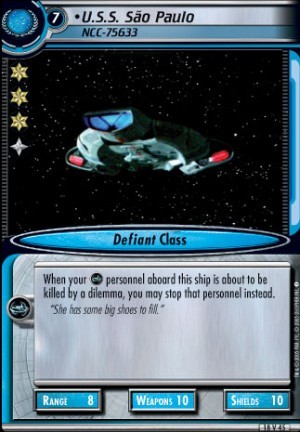 7
•U.S.S. São Paulo
NCC-75633
Defiant Class
When your personnel aboard this ship is about to be
killed by a dilemma, you may stop that personnel instead.
"She has some big shoes to fill."
RANGE 8 WEAPONS 10 SHIELDS 10
18 V 45